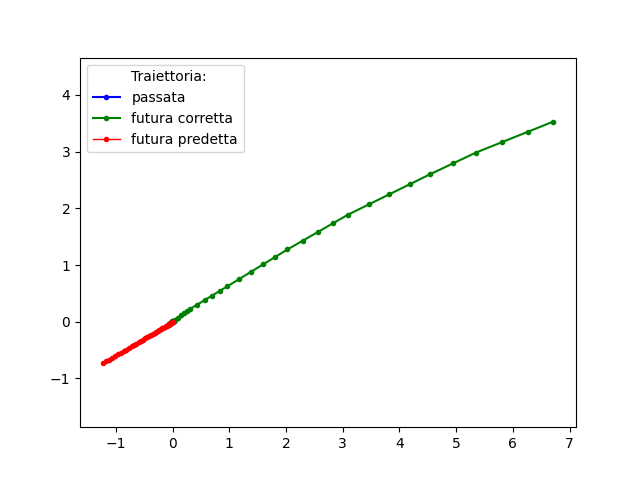 Traiettoria:
passata
futura corretta
futura predetta
4
3
2
1
0
−1
−1 0 1 2 3 4 5 6 7